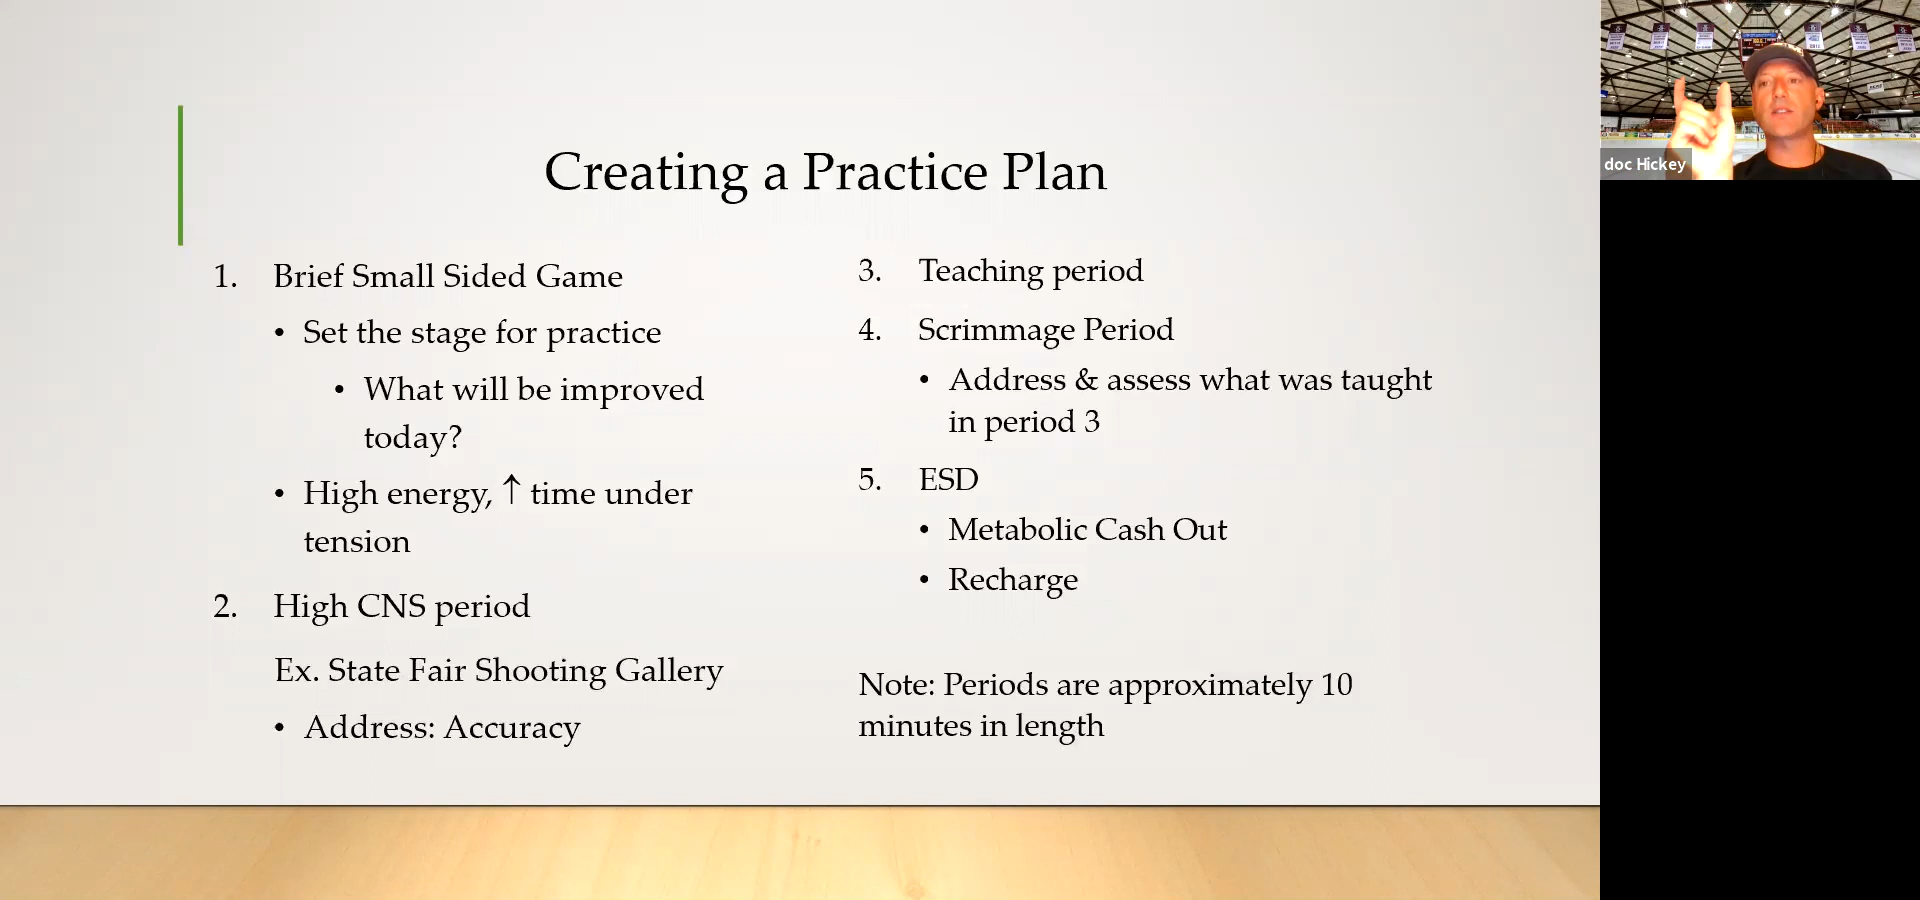 Creating a Practice Plan
1. Brief Small Sided Game
• Set the stage for practice
• What will be improved
today?
• High energy, ↑ time under
tension
2. High CNS period
Ex. State Fair Shooting Gallery
• Address: Accuracy
3. Teaching period
4. Scrimmage Period
• Address & assess what was taught
in period 3
5. ESD
• Metabolic Cash Out
• Recharge
Note: Periods are approximately 10
minutes in length
doc Hickey